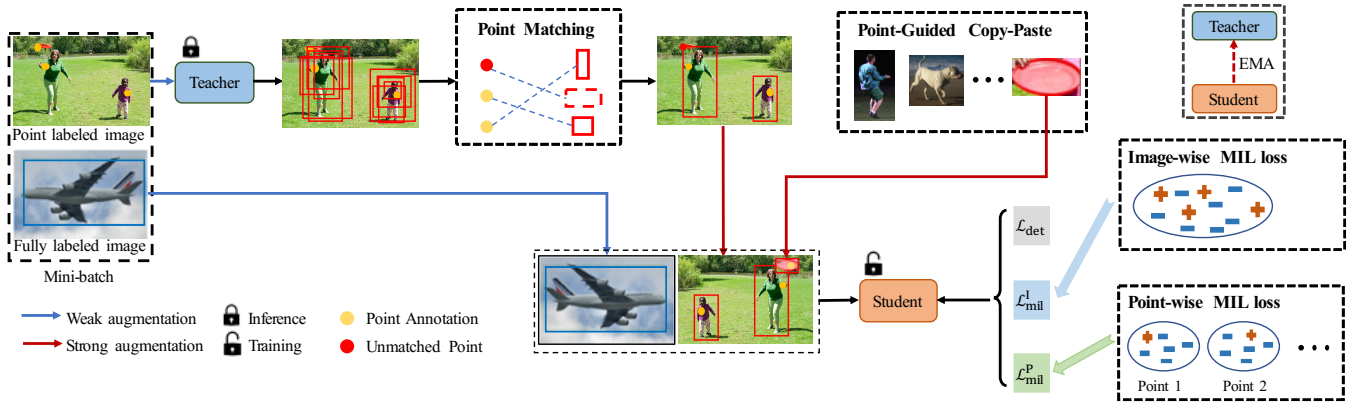 Point labeled image
Fully labeled image
Mini-batch
Teacher
Point Matching
Point-Guided Copy-Paste
Teacher
EMA
Student
Image-wise MIL loss
Point-wise MIL loss
Point 1
Point 2
Student
ℒdet
ℒᴵmil
ℒᴾmil
Weak augmentation
Strong augmentation
Inference
Training
Point Annotation
Unmatched Point